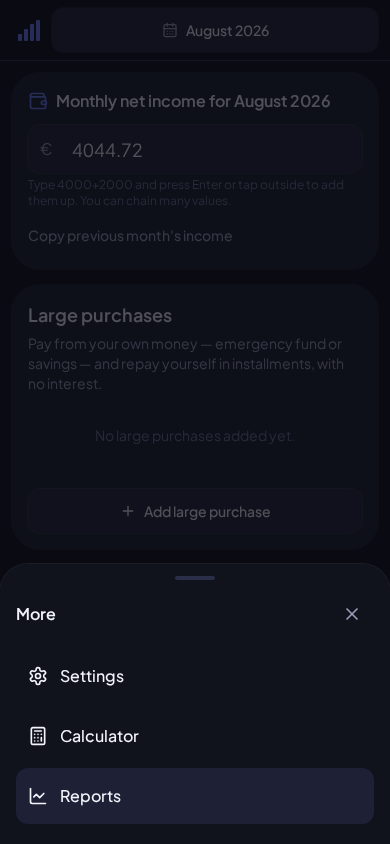 August 2026
Monthly net income for August 2026
€ 4044.72
Type 4000+2000 and press Enter or tap outside to add
them up. You can chain many values.
Copy previous month's income
Large purchases
Pay from your own money — emergency fund or
savings — and repay yourself in installments, with
no interest.
No large purchases added yet.
+ Add large purchase
More
Settings
Calculator
Reports